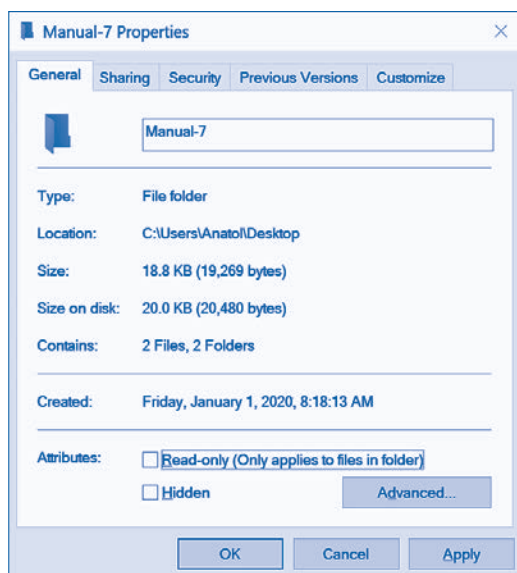 Manual-7 Properties
General Sharing Security Previous Versions Customize
Manual-7
Type: File folder
Location: C:\Users\Anatol\Desktop
Size: 18.8 KB (19,269 bytes)
Size on disk: 20.0 KB (20,480 bytes)
Contains: 2 Files, 2 Folders
Created: Friday, January 1, 2020, 8:18:13 AM
Attributes: Read-only (Only applies to files in folder)
Hidden Advanced...
OK Cancel Apply